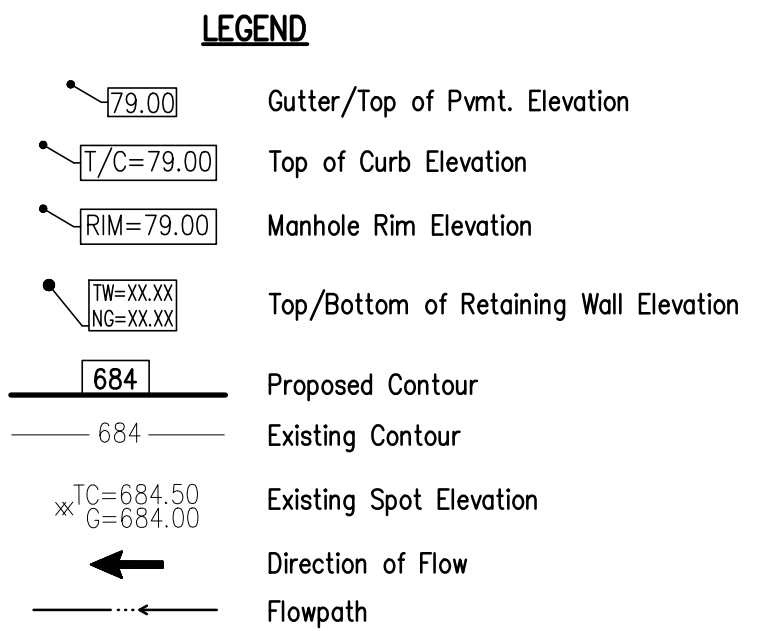 LEGEND
79.00 Gutter/Top of Pvmt. Elevation
T/C=79.00 Top of Curb Elevation
RIM=79.00 Manhole Rim Elevation
TW=XX.XX
NG=XX.XX
Top/Bottom of Retaining Wall Elevation
684 Proposed Contour
684 Existing Contour
xx TC=684.50
G=684.00
Existing Spot Elevation
Direction of Flow
Flowpath